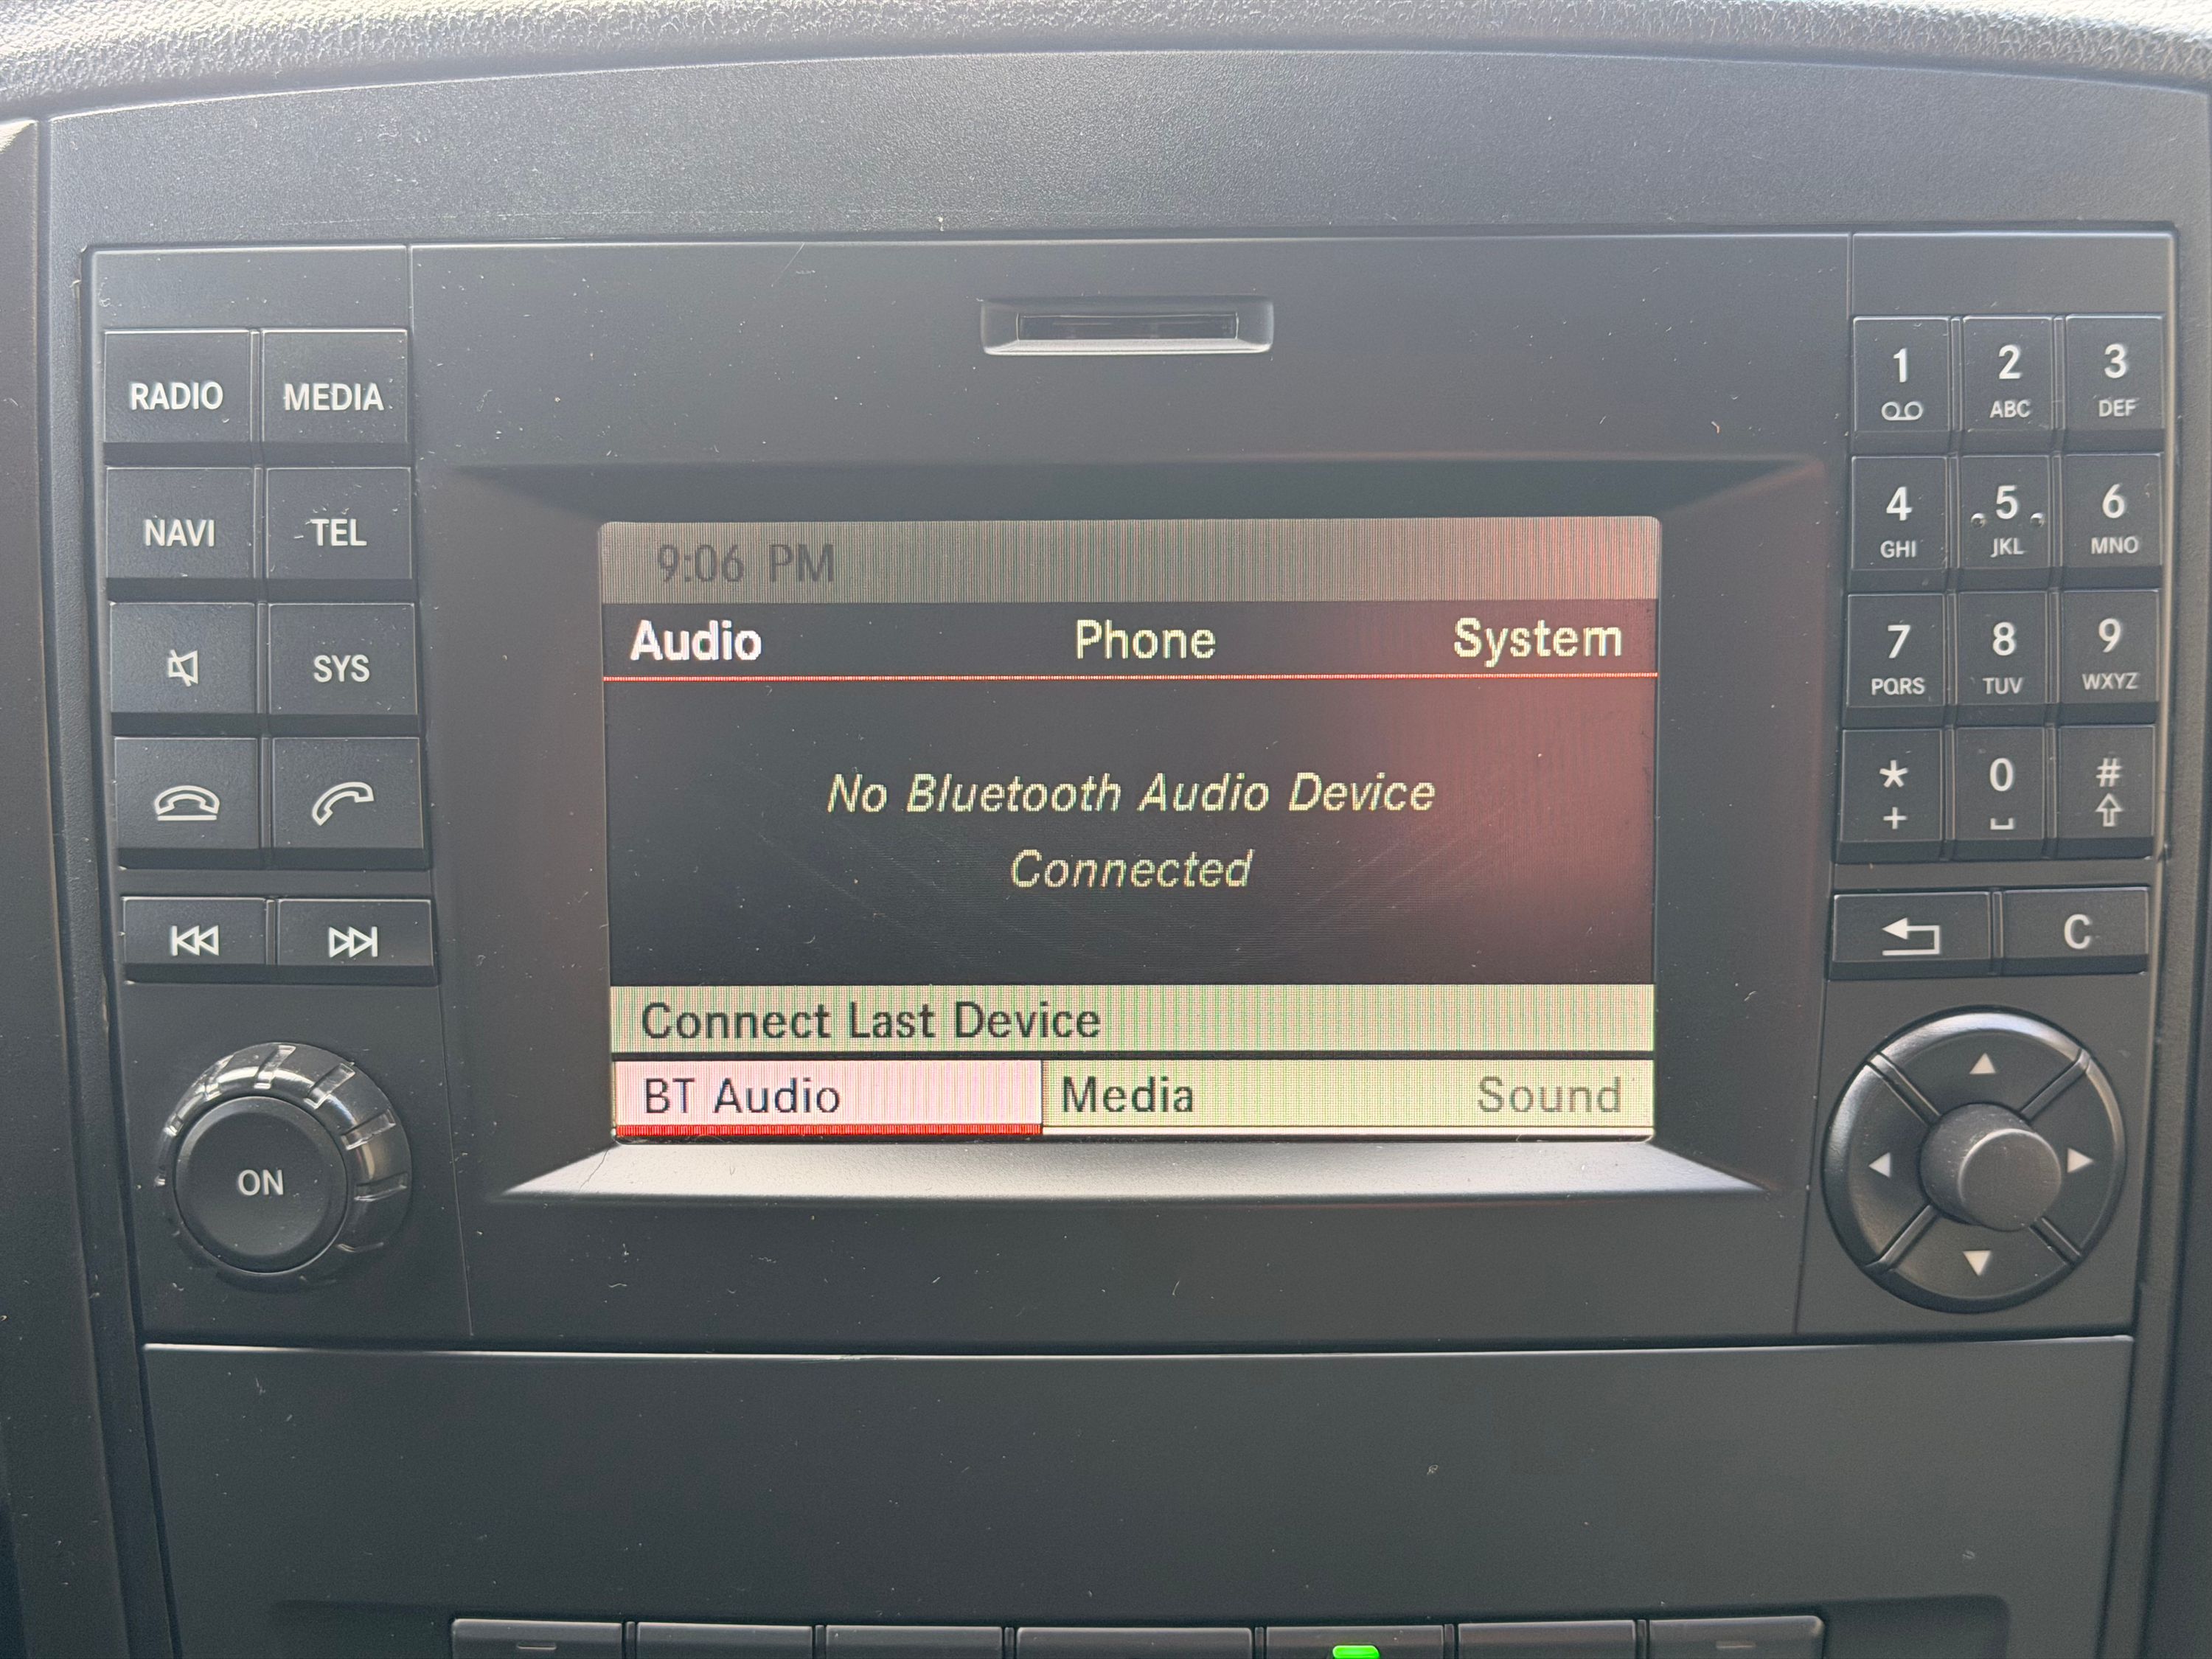 RADIO MEDIA
NAVI TEL
SYS
ON
9:06 PM
Audio Phone System
No Bluetooth Audio Device
Connected
Connect Last Device
BT Audio Media Sound
1 2 3
ABC DEF
4 5 6
GHI JKL MNO
7 8 9
PQRS TUV WXYZ
* 0 #
+
C